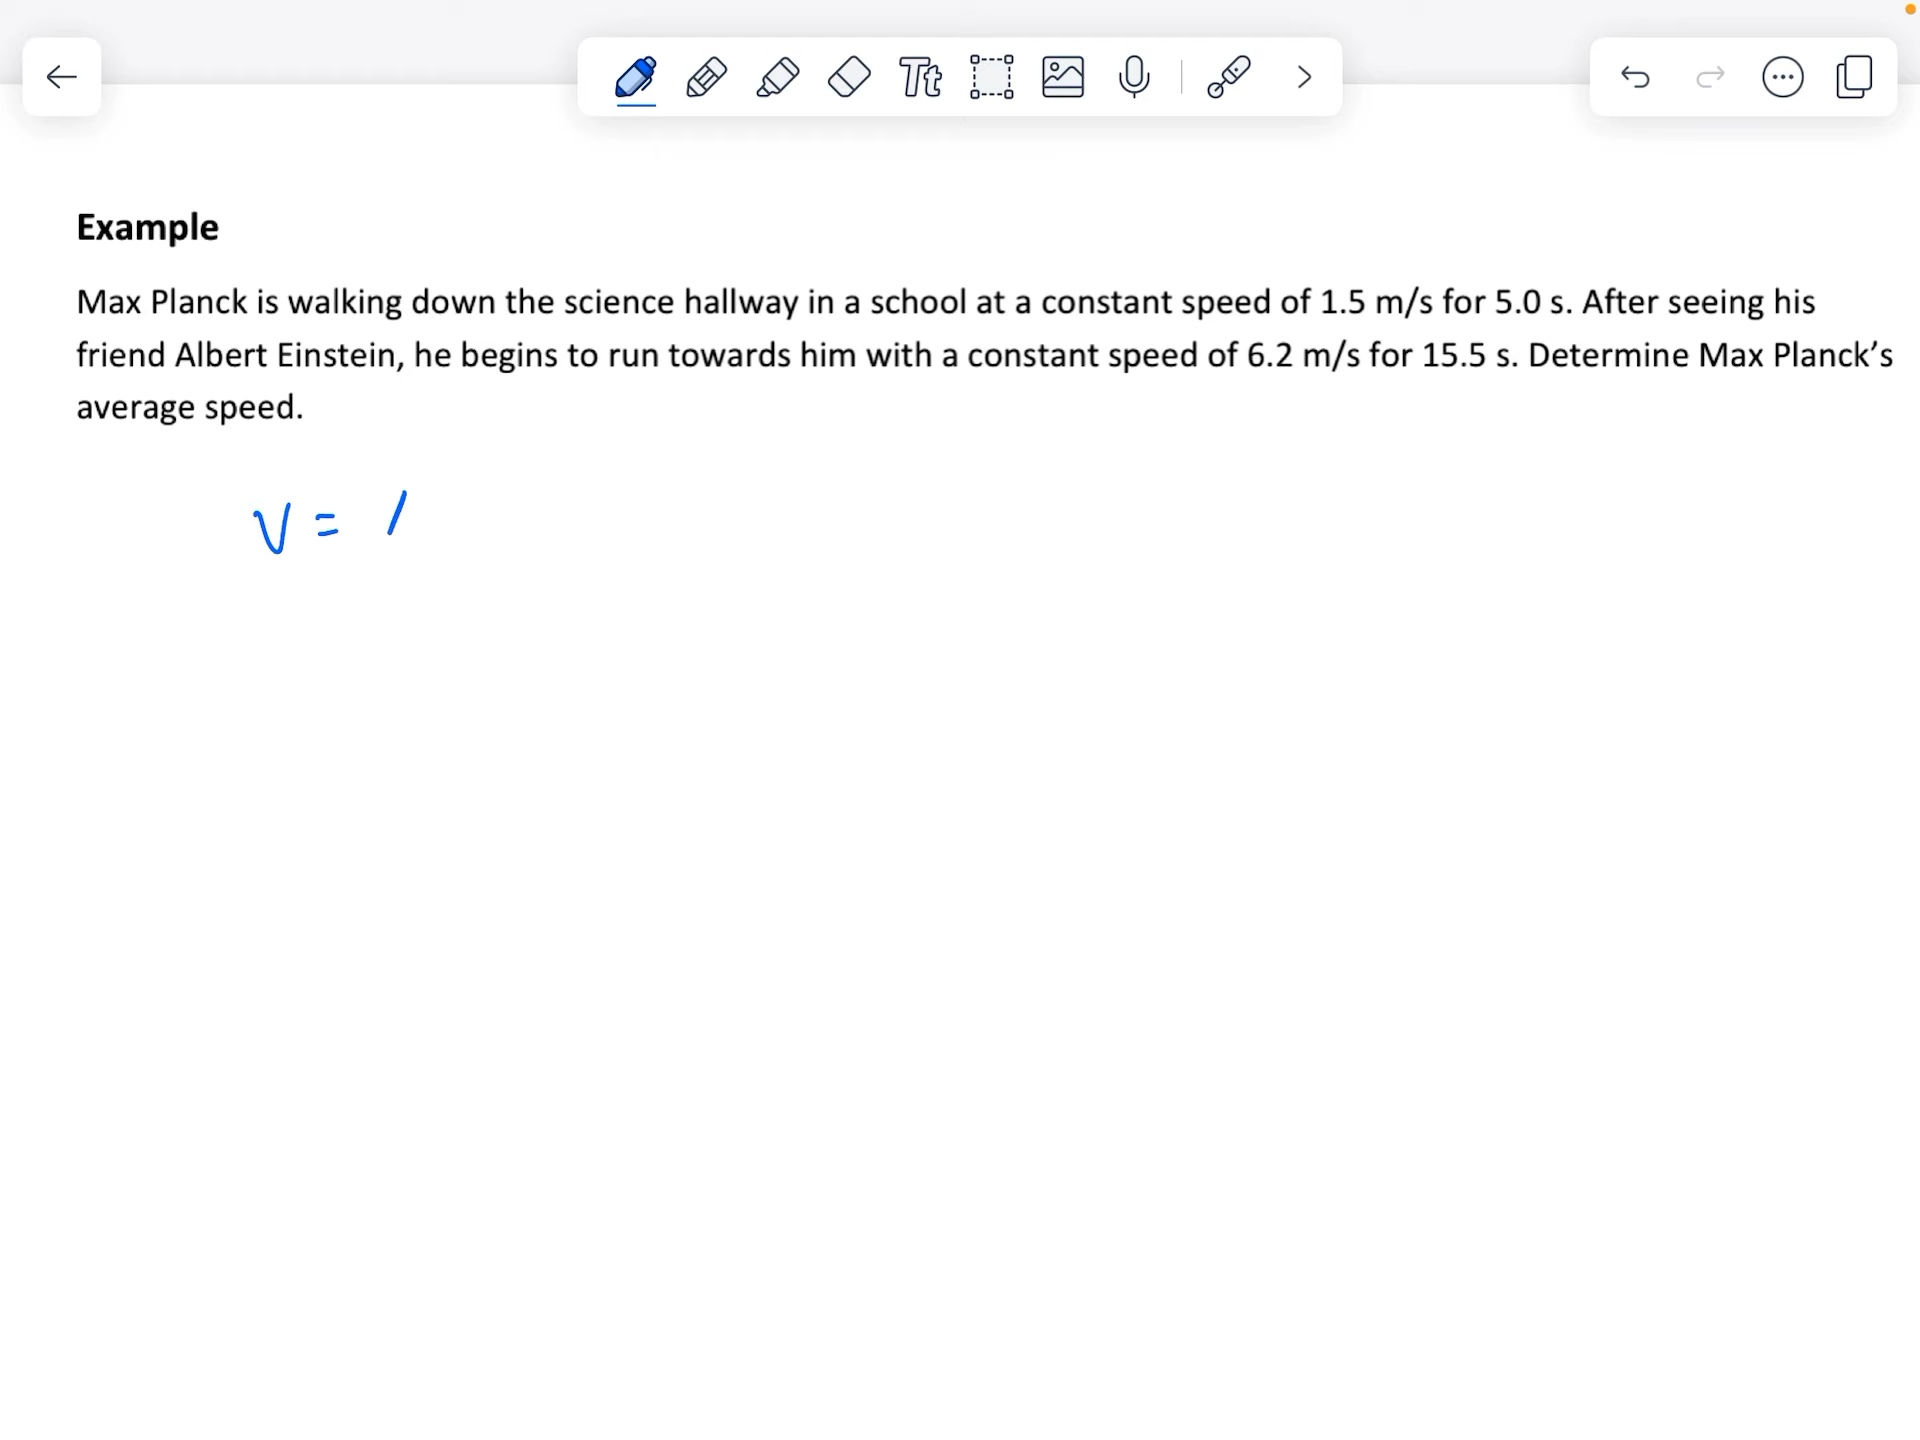 Tt
Example
Max Planck is walking down the science hallway in a school at a constant speed of 1.5 m/s for 5.0 s. After seeing his
friend Albert Einstein, he begins to run towards him with a constant speed of 6.2 m/s for 15.5 s. Determine Max Planck’s
average speed.
v =